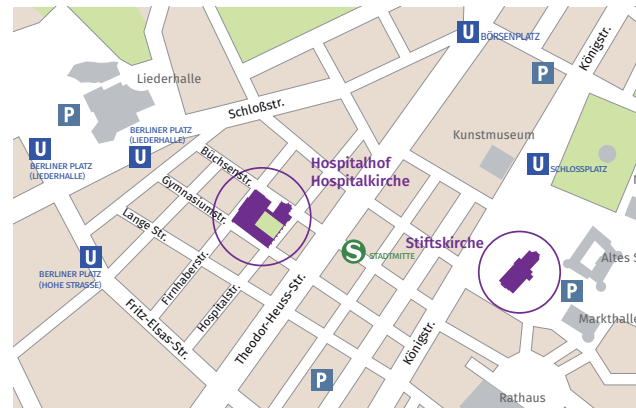 U
BÖRSENPLATZ
Königstr.
P
Liederhalle
Schloßstr.
P
BERLINER PLATZ
(LIEDERHALLE)
U
U
BERLINER PLATZ
(LIEDERHALLE)
Kunstmuseum
U
SCHLOSSPLATZ
Büchsenstr.
Hospitalhof
Hospitalkirche
Gymnasiumstr.
Lange Str.
Stiftskirche
S
STADTMITTE
U
BERLINER PLATZ
(HOHE STRASSE)
Altes S
Firnhaberstr.
Hospitalstr.
Theodor-Heuss-Str.
P
Fritz-Elsas-Str.
Königstr.
Markthalle
P
Rathaus